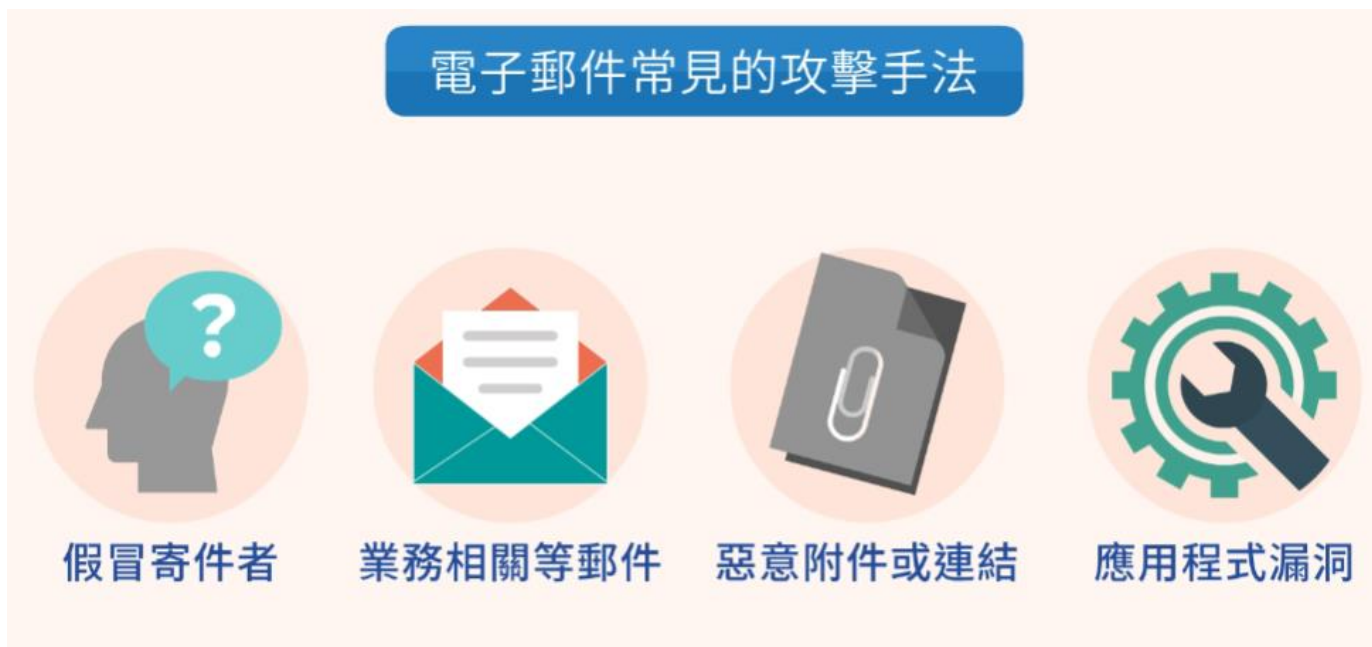 電子郵件常見的攻擊手法
?
假冒寄件者
業務相關等郵件
惡意附件或連結
應用程式漏洞